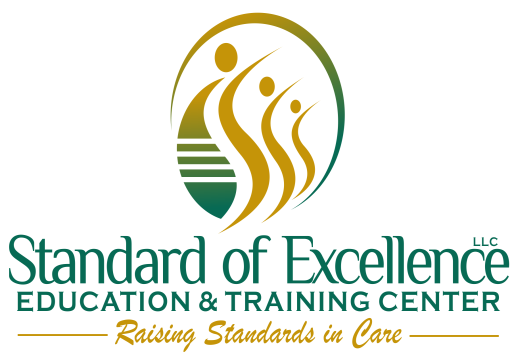 Standard of Excellence LLC
EDUCATION & TRAINING CENTER
Raising Standards in Care